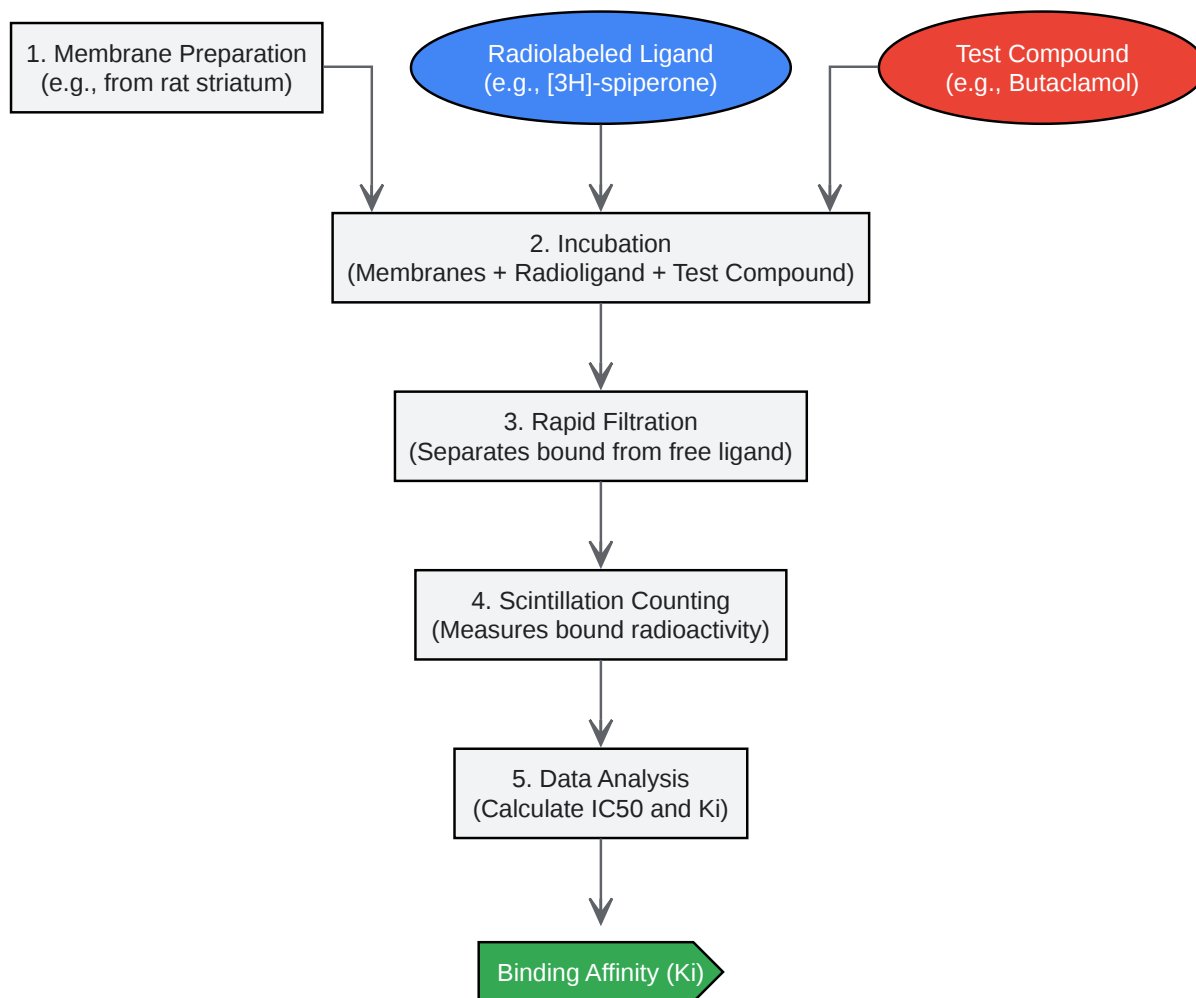 1. Membrane Preparation
(e.g., from rat striatum)
Radiolabeled Ligand
(e.g., [3H]-spiperone)
Test Compound
(e.g., Butaclamol)
2. Incubation
(Membranes + Radioligand + Test Compound)
3. Rapid Filtration
(Separates bound from free ligand)
4. Scintillation Counting
(Measures bound radioactivity)
5. Data Analysis
(Calculate IC50 and Ki)
Binding Affinity (Ki)